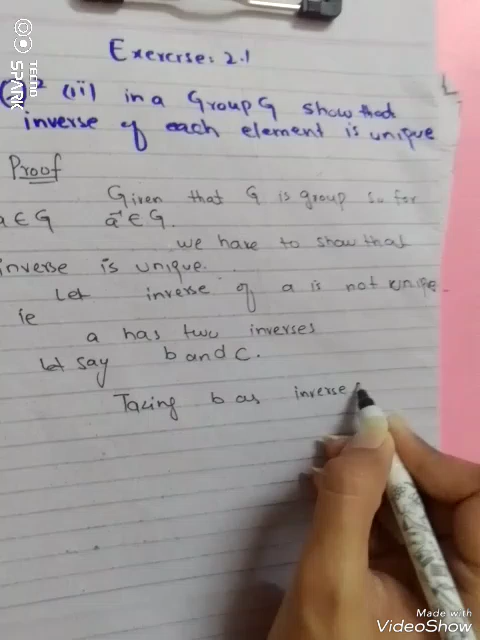 Exercise: 2.1
Q2 (ii) in a Group G show that
inverse of each element is unique
Proof
Given that G is group so for
a ∈ G a⁻¹ ∈ G.
we have to show that
inverse is unique.
Let inverse of a is not unique.
ie
a has two inverses
let say b and c.
Taking b as inverse
TECNO
SPARK
Made with
VideoShow